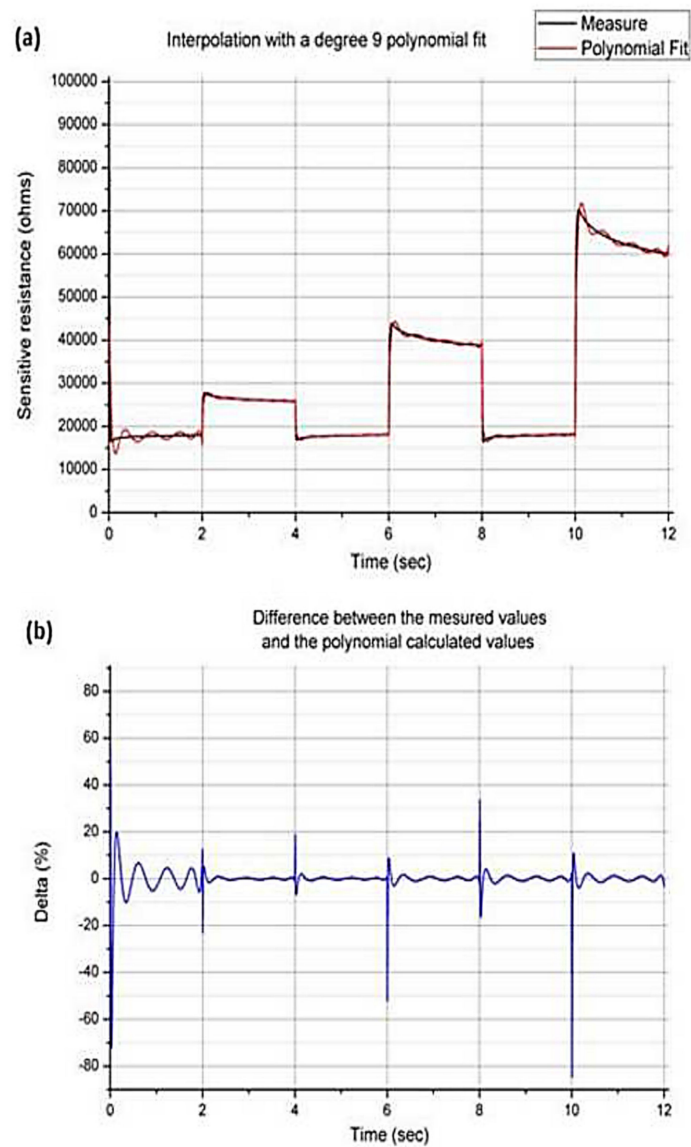 (a)
Interpolation with a degree 9 polynomial fit
Measure
Polynomial Fit
100000
90000
80000
70000
60000
50000
40000
30000
20000
10000
0
Sensitive resistance (ohms)
0 2 4 6 8 10 12
Time (sec)
(b)
Difference between the mesured values
and the polynomial calculated values
80
60
40
20
0
-20
-40
-60
-80
Delta (%)
0 2 4 6 8 10 12
Time (sec)